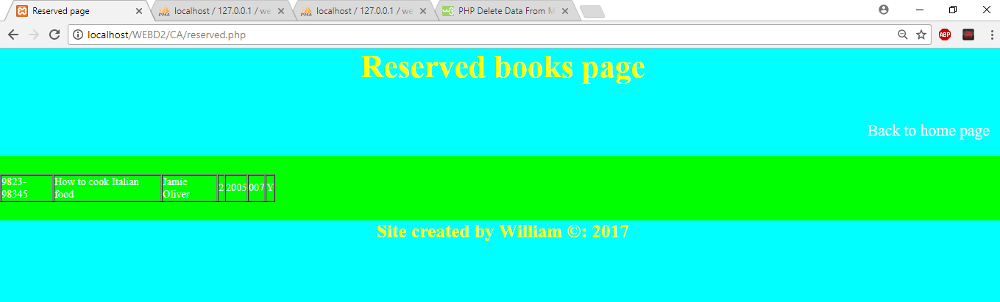 Reserved page localhost / 127.0.0.1 / we localhost / 127.0.0.1 / we PHP Delete Data From M
localhost/WEBD2/CA/reserved.php ABP
Reserved books page
Back to home page
9823-98345 How to cook Italian food Jamie Oliver 2 2005 007 Y
Site created by William ©: 2017